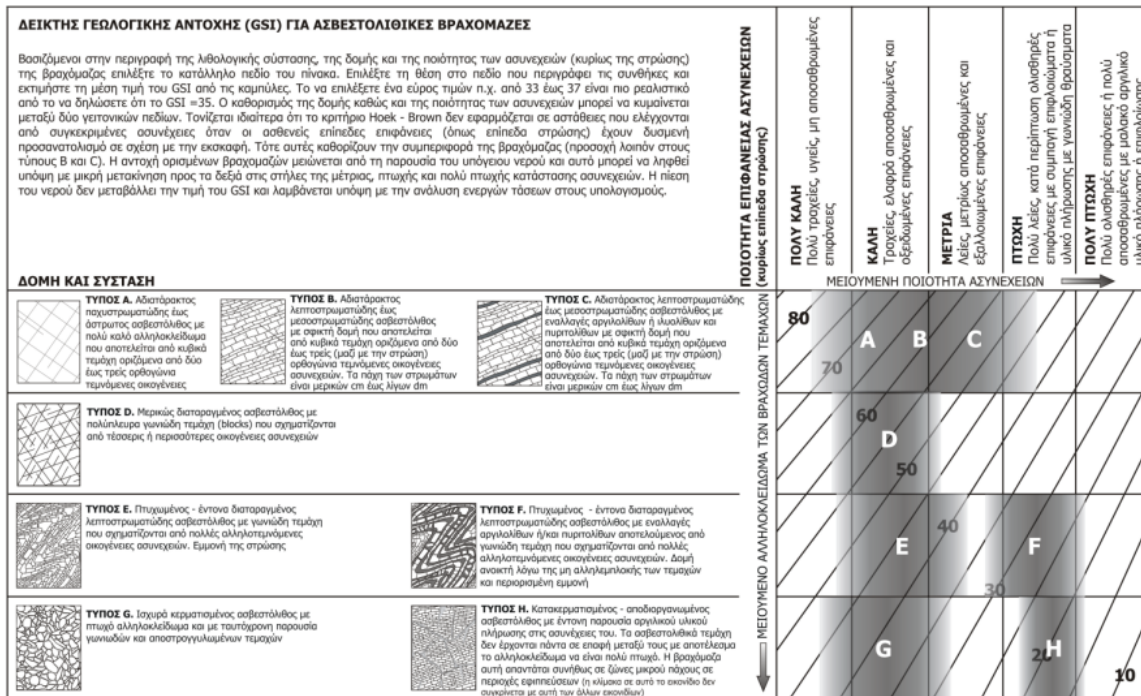 ΔΕΙΚΤΗΣ ΓΕΩΛΟΓΙΚΗΣ ΑΝΤΟΧΗΣ (GSI) ΓΙΑ ΑΣΒΕΣΤΟΛΙΘΙΚΕΣ ΒΡΑΧΟΜΑΖΕΣ
Βασιζόμενοι στην περιγραφή της λιθολογικής σύστασης, της δομής και της ποιότητας των ασυνεχειών (κυρίως της στρώσης)
της βραχόμαζας επιλέξτε το κατάλληλο πεδίο του πίνακα. Επιλέξτε τη θέση στο πεδίο που περιγράφει τις συνθήκες και
εκτιμήστε τη μέση τιμή του GSI από τις καμπύλες. Το να επιλέξετε ένα εύρος τιμών π.χ. από 33 έως 37 είναι πιο ρεαλιστικό
από το να δηλώσετε ότι το GSI =35. Ο καθορισμός της δομής καθώς και της ποιότητας των ασυνεχειών μπορεί να κυμαίνεται
μεταξύ δύο γειτονικών πεδίων. Τονίζεται ιδιαίτερα ότι το κριτήριο Hoek - Brown δεν εφαρμόζεται σε αστάθειες που ελέγχονται
από συγκεκριμένες ασυνέχειες όταν οι ασθενείς επίπεδες επιφάνειες (όπως επίπεδα στρώσης) έχουν δυσμενή
προσανατολισμό σε σχέση με την εκσκαφή. Τότε αυτές καθορίζουν την συμπεριφορά της βραχόμαζας (προσοχή λοιπόν στους
τύπους B και C). Η αντοχή ορισμένων βραχομαζών μειώνεται από τη παρουσία του υπόγειου νερού και αυτό μπορεί να ληφθεί
υπόψη με μικρή μετακίνηση προς τα δεξιά στις στήλες της μέτριας, πτωχής και πολύ πτωχής κατάστασης ασυνεχειών. Η πίεση
του νερού δεν μεταβάλλει την τιμή του GSI και λαμβάνεται υπόψη με την ανάλυση ενεργών τάσεων στους υπολογισμούς.
ΔΟΜΗ ΚΑΙ ΣΥΣΤΑΣΗ
ΠΟΙΟΤΗΤΑ ΕΠΙΦΑΝΕΙΑΣ ΑΣΥΝΕΧΕΙΩΝ
(κυρίως επίπεδα στρώσης)
ΠΟΛΥ ΚΑΛΗ
Πολύ τραχείες, υγιείς, μη αποσαθρωμένες
επιφάνειες
ΚΑΛΗ
Τραχείες, ελαφρά αποσαθρωμένες και
οξειδωμένες επιφάνειες
ΜΕΤΡΙΑ
Λείες, μετρίως αποσαθρωμένες και
εξαλλοιωμένες επιφάνειες
ΠΤΩΧΗ
Πολύ λείες, κατά περίπτωση ολισθηρές
επιφάνειες με συμπαγή επιφλοιώματα ή
υλικό πλήρωσης με γωνιώδη θραύσματα
ΠΟΛΥ ΠΤΩΧΗ
Πολύ ολισθηρές επιφάνειες ή πολύ
αποσαθρωμένες με μαλακό αργιλικό
υλικό πλήρωσης ή επιφλοίωσης
ΜΕΙΟΥΜΕΝΗ ΠΟΙΟΤΗΤΑ ΑΣΥΝΕΧΕΙΩΝ
ΜΕΙΟΥΜΕΝΟ ΑΛΛΗΛΟΚΛΕΙΔΩΜΑ ΤΩΝ ΒΡΑΧΩΔΩΝ ΤΕΜΑΧΩΝ
ΤΥΠΟΣ A. Αδιατάρακτος
παχυστρωματώδης έως
άστρωτος ασβεστόλιθος με
πολύ καλό αλληλοκλείδωμα
που αποτελείται από κυβικά
τεμάχη οριζόμενα από δύο
έως τρείς ορθόγωνια
τεμνόμενες οικογένειες
ΤΥΠΟΣ B. Αδιατάρακτος
λεπτοστρωματώδης έως
μεσοστρωματώδης ασβεστόλιθος
με σφικτή δομή που αποτελείται
από κυβικά τεμάχη οριζόμενα από δύο
έως τρείς (μαζί με την στρώση)
ορθόγωνια τεμνόμενες οικογένειες
ασυνεχειών. Τα πάχη των στρωμάτων
είναι μερικών cm έως λίγων dm
ΤΥΠΟΣ C. Αδιατάρακτος λεπτοστρωματώδης
έως μεσοστρωματώδης ασβεστόλιθος με
εναλλαγές αργιλολίθων ή ιλυολίθων και
πυριτολίθων με σφικτή δομή που
αποτελείται από κυβικά τεμάχη οριζόμενα
από δύο έως τρείς (μαζί με την στρώση)
ορθόγωνια τεμνόμενες οικογένειες
ασυνεχειών. Τα πάχη των στρωμάτων
είναι μερικών cm έως λίγων dm
80
A
B
C
70
ΤΥΠΟΣ D. Μερικώς διαταραγμένος ασβεστόλιθος με
πολύπλευρα γωνιώδη τεμάχη (blocks) που σχηματίζονται
από τέσσερις ή περισσότερες οικογένειες ασυνεχειών
60
D
50
ΤΥΠΟΣ E. Πτυχωμένος - έντονα διαταραγμένος
λεπτοστρωματώδης ασβεστόλιθος με γωνιώδη τεμάχη
που σχηματίζονται από πολλές αλληλοτεμνόμενες
οικογένειες ασυνεχειών. Εμμονή της στρώσης
ΤΥΠΟΣ F. Πτυχωμένος - έντονα διαταραγμένος
λεπτοστρωματώδης ασβεστόλιθος με εναλλαγές
αργιλολίθων ή/και πυριτολίθων αποτελούμενος από
γωνιώδη τεμάχη που σχηματίζονται από πολλές
αλληλοτεμνόμενες οικογένειες ασυνεχειών. Δομή
ανοικτή λόγω της μη αλληλεμπλοκής των τεμαχών
και περιορισμένη εμμονή
40
E
F
30
ΤΥΠΟΣ G. Ισχυρά κερματισμένος ασβεστόλιθος με
πτωχό αλληλοκλείδωμα και με ταυτόχρονη παρουσία
γωνιωδών και αποστρογγυλωμένων τεμαχών
ΤΥΠΟΣ H. Κατακερματισμένος - αποδιοργανωμένος
ασβεστόλιθος με έντονη παρουσία αργιλικού υλικού
πλήρωσης στις ασυνέχειες του. Τα ασβεστολιθικά τεμάχη
δεν έρχονται πάντα σε επαφή μεταξύ τους με αποτέλεσμα
το αλληλοκλείδωμα να είναι πολύ πτωχό. Η βραχόμαζα
αυτή απαντάται συνήθως σε ζώνες μικρού πάχους σε
περιοχές εφιππεύσεων (η κλίμακα σε αυτό το εικονίδιο δεν
συγκρίνεται με αυτή των άλλων εικονιδίων)
G
20
H
10